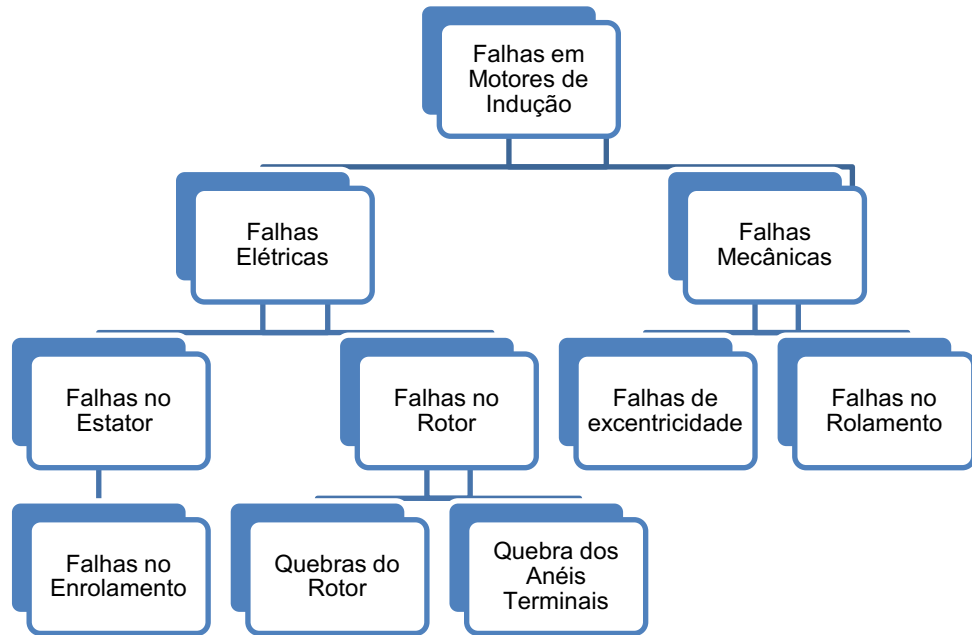 Falhas em
Motores de
Indução
Falhas
Elétricas
Falhas
Mecânicas
Falhas no
Estator
Falhas no
Rotor
Falhas de
excentricidade
Falhas no
Rolamento
Falhas no
Enrolamento
Quebras do
Rotor
Quebra dos
Anéis
Terminais